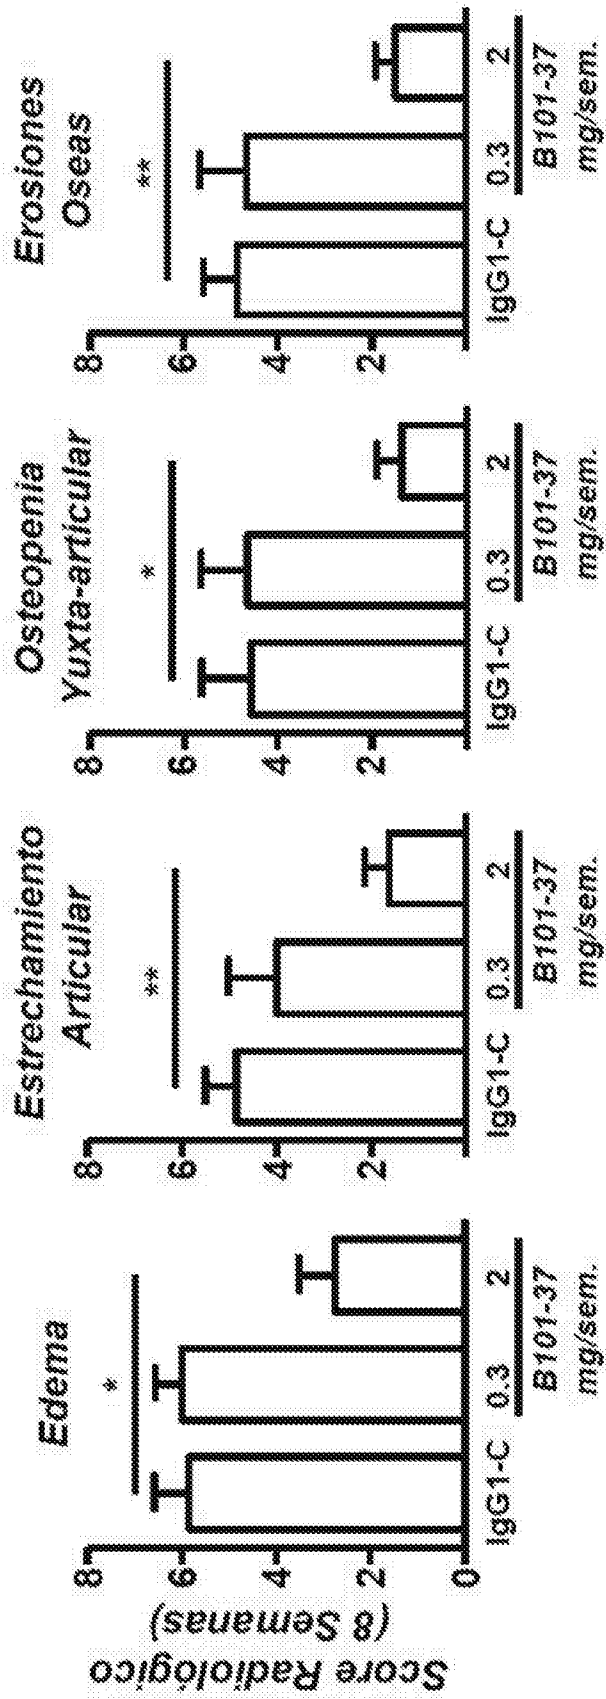 Score Radiológico
(8 Semanas)
Edema
*
8
6
4
2
0
IgG1-C
0.3
2
B101-37
mg/sem.
Estrechamiento
Articular
**
8
6
4
2
IgG1-C
0.3
2
B101-37
mg/sem.
Osteopenia
Yuxta-articular
*
8
6
4
2
IgG1-C
0.3
2
B101-37
mg/sem.
Erosiones
Oseas
**
8
6
4
2
IgG1-C
0.3
2
B101-37
mg/sem.